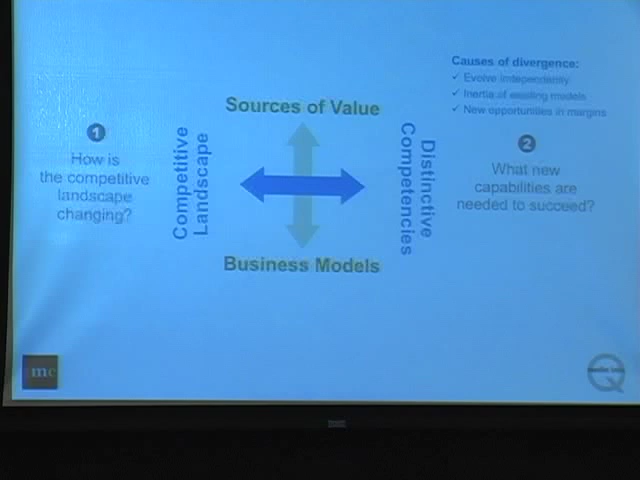 Causes of divergence:
✓ Evolve independently
✓ Inertia of existing models
✓ New opportunities in margins
Sources of Value
1
How is
the competitive
landscape
changing?
Competitive
Landscape
Distinctive
Competencies
2
What new
capabilities are
needed to succeed?
Business Models
mc
Q